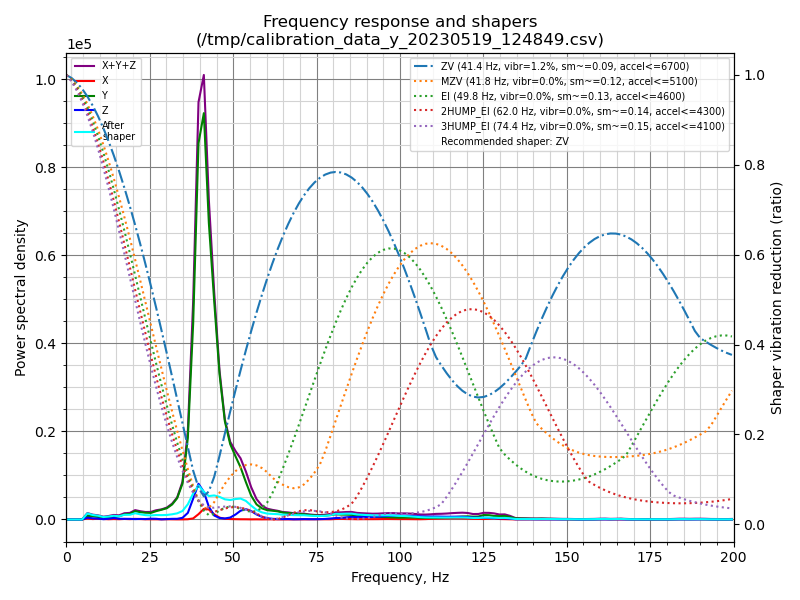 Frequency response and shapers
(/tmp/calibration_data_y_20230519_124849.csv)
1e5
X+Y+Z
X
Y
Z
After
shaper
ZV (41.4 Hz, vibr=1.2%, sm~=0.09, accel<=6700)
MZV (41.8 Hz, vibr=0.0%, sm~=0.12, accel<=5100)
EI (49.8 Hz, vibr=0.0%, sm~=0.13, accel<=4600)
2HUMP_EI (62.0 Hz, vibr=0.0%, sm~=0.14, accel<=4300)
3HUMP_EI (74.4 Hz, vibr=0.0%, sm~=0.15, accel<=4100)
Recommended shaper: ZV
Power spectral density
1.0
0.8
0.6
0.4
0.2
0.0
1.0
0.8
0.6
0.4
0.2
0.0
Shaper vibration reduction (ratio)
0 25 50 75 100 125 150 175 200
Frequency, Hz